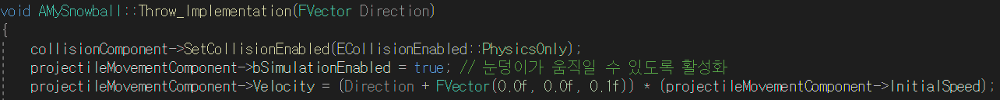 void AMySnowball::Throw_Implementation(FVector Direction)
{
collisionComponent->SetCollisionEnabled(ECollisionEnabled::PhysicsOnly);
projectileMovementComponent->bSimulationEnabled = true; // 눈덩이가 움직일 수 있도록 활성화
projectileMovementComponent->Velocity = (Direction + FVector(0.0f, 0.0f, 0.1f)) * (projectileMovementComponent->InitialSpeed);